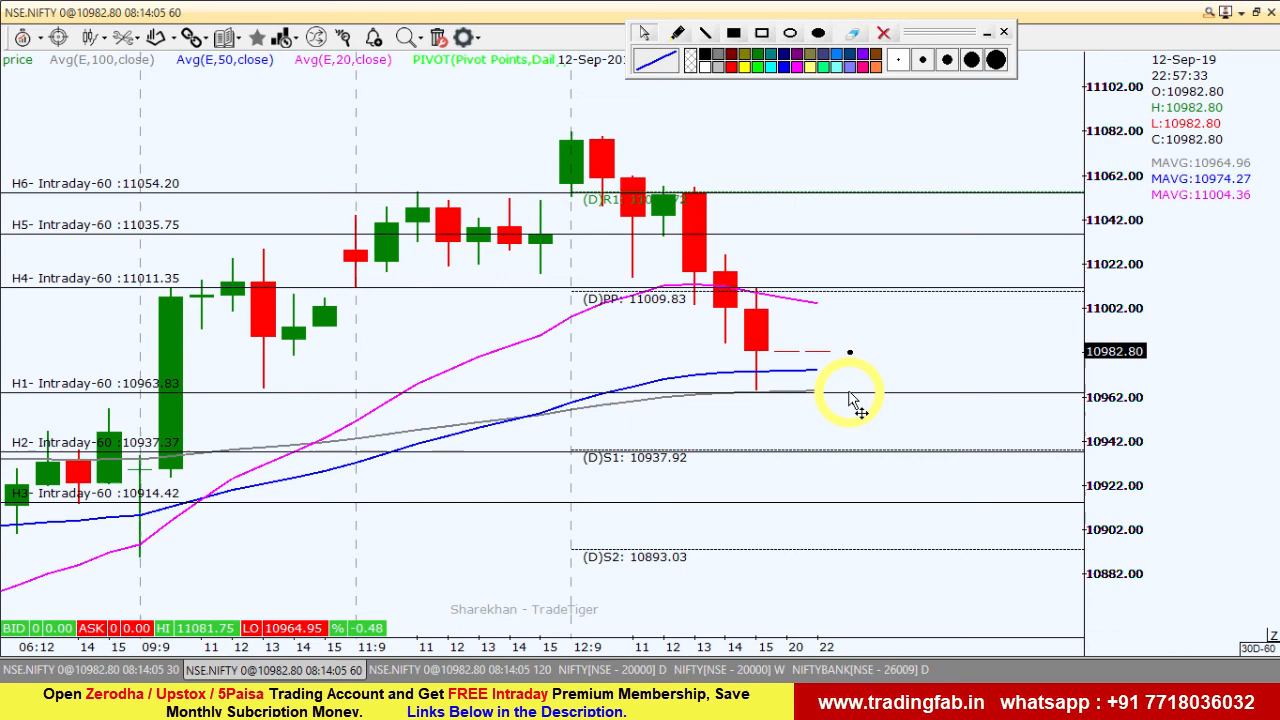 NSE.NIFTY 0@10982.80 08:14:05 60
price Avg(E,100,close) Avg(E,50,close) Avg(E,20,close) PIVOT(Pivot Points,Dail 12-Sep-201
12-Sep-19
22:57:33
O:10982.80
H:10982.80
L:10982.80
C:10982.80
MAVG:10964.96
MAVG:10974.27
MAVG:11004.36
11102.00
11082.00
11062.00
11042.00
11022.00
11002.00
10982.80
10962.00
10942.00
10922.00
10902.00
10882.00
H6- Intraday-60 :11054.20
(D)R1:
H5- Intraday-60 :11035.75
H4- Intraday-60 :11011.35
(D)PP: 11009.83
H1- Intraday-60 :10963.83
H2- Intraday-60 :10937.37
(D)S1: 10937.92
H3- Intraday-60 :10914.42
(D)S2: 10893.03
Sharekhan - TradeTiger
BID 0 0.00 ASK 0 0.00 HI 11081.75 LO 10964.95 % -0.48
06:12 14 15 09:9 11 12 13 14 15 11:9 11 12 13 14 15 12:9 11 12 13 14 15 20 22
Z
30D-60
NSE.NIFTY 0@10982.80 08:14:05 30 NSE.NIFTY 0@10982.80 08:14:05 60 NSE.NIFTY 0@10982.80 08:14:05 120 NIFTY[NSE - 20000] D NIFTY[NSE - 20000] W NIFTYBANK[NSE - 26009] D
Open Zerodha / Upstox / 5Paisa Trading Account and Get FREE Intraday Premium Membership, Save
Monthly Subcription Money. Links Below in the Description.
www.tradingfab.in whatsapp : +91 7718036032